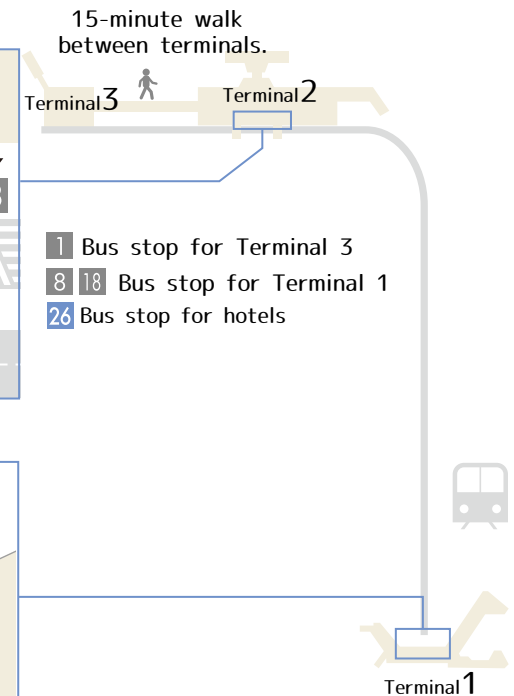 15-minute walk
between terminals.
Terminal3
Terminal2
1 Bus stop for Terminal 3
8 18 Bus stop for Terminal 1
26 Bus stop for hotels
Terminal1